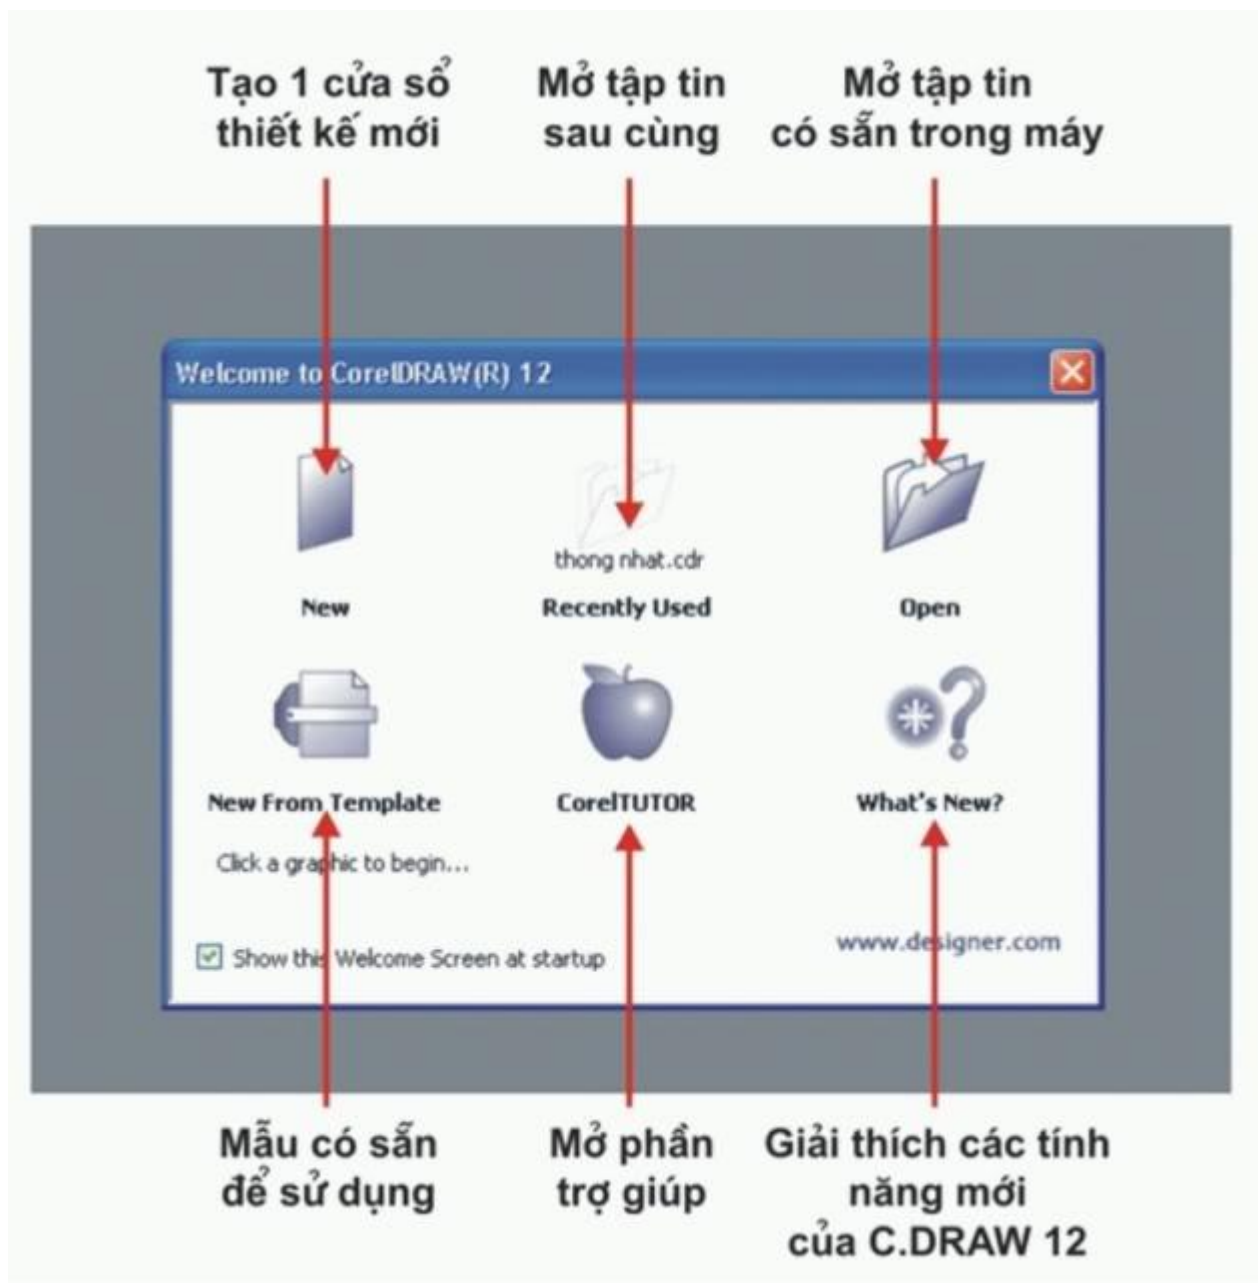 Tạo 1 cửa sổ
thiết kế mới
Mở tập tin
sau cùng
Mở tập tin
có sẵn trong máy
Welcome to CorelDRAW(R) 12
New
thong nhat.cdr
Recently Used
Open
New From Template
CorelTUTOR
What's New?
Click a graphic to begin...
Show this Welcome Screen at startup
www.designer.com
Mẫu có sẵn
để sử dụng
Mở phần
trợ giúp
Giải thích các tính
năng mới
của C.DRAW 12